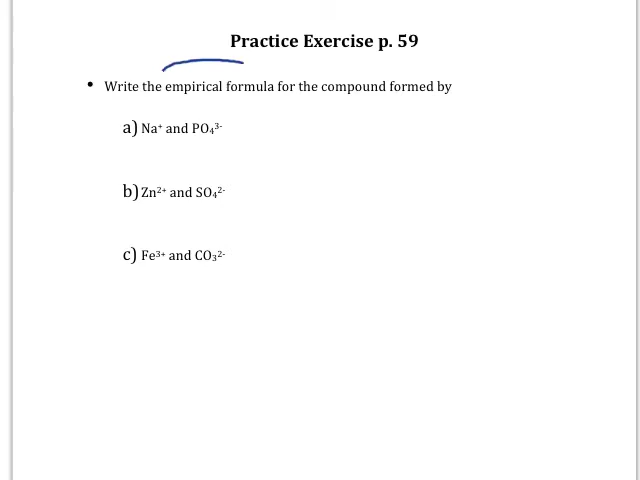 Practice Exercise p. 59
• Write the empirical formula for the compound formed by
a) Na⁺ and PO₄³⁻
b) Zn²⁺ and SO₄²⁻
c) Fe³⁺ and CO₃²⁻